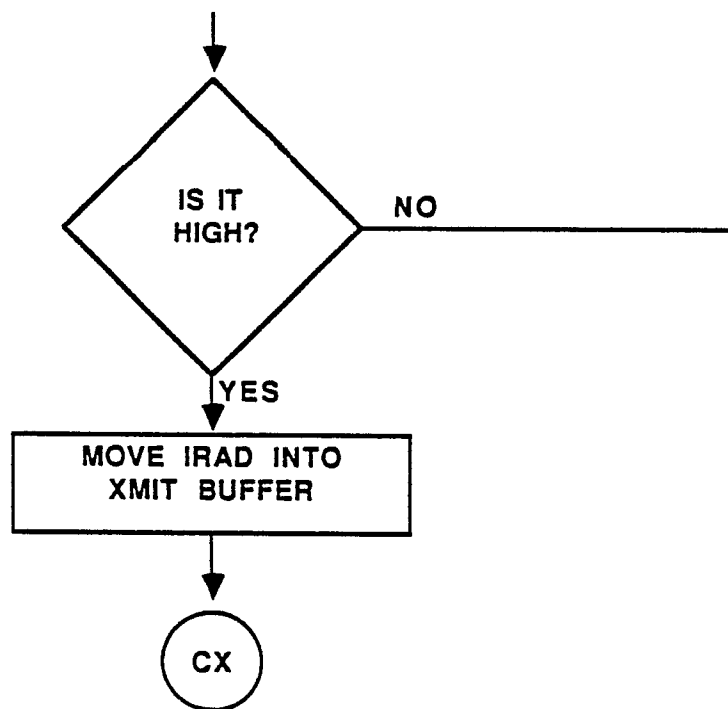 IS IT
HIGH?
NO
YES
MOVE IRAD INTO
XMIT BUFFER
CX